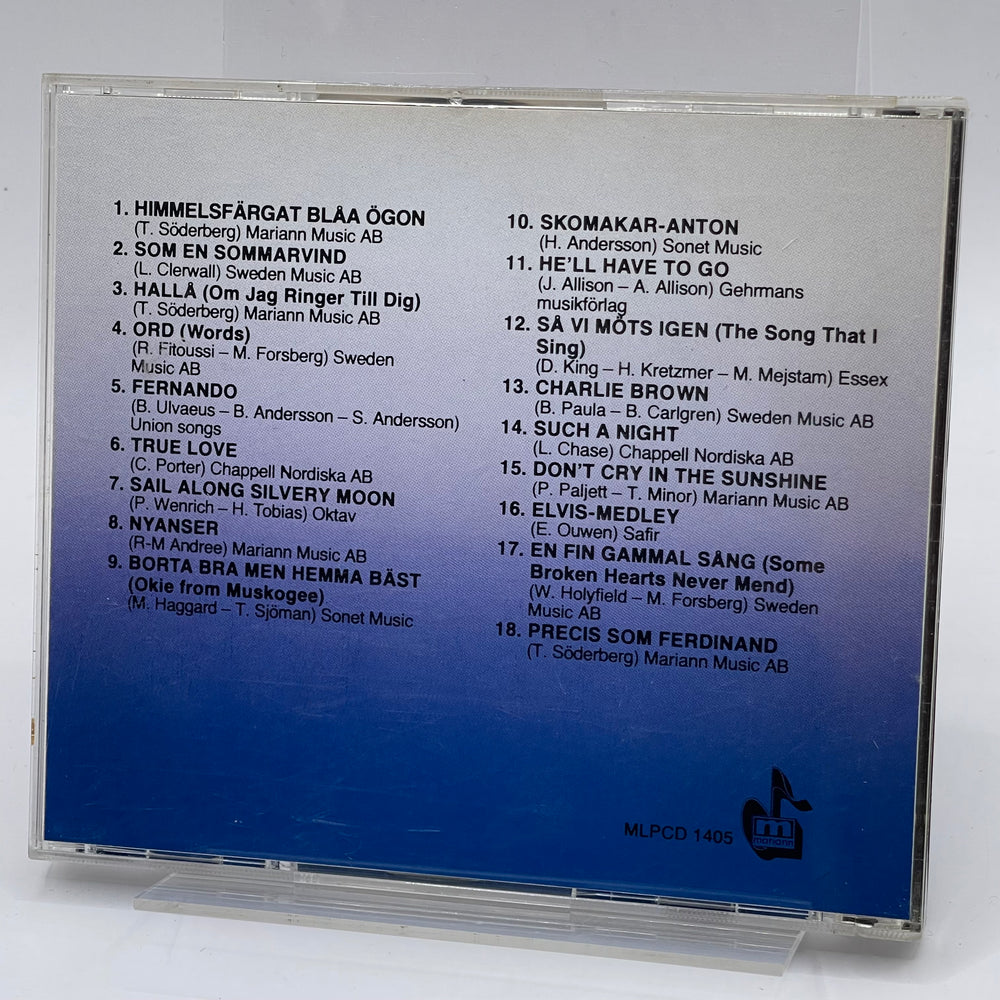 1. HIMMELSFÄRGAT BLÅA ÖGON
(T. Söderberg) Mariann Music AB
2. SOM EN SOMMARVIND
(L. Clerwall) Sweden Music AB
3. HALLÅ (Om Jag Ringer Till Dig)
(T. Söderberg) Mariann Music AB
4. ORD (Words)
(R. Fitoussi – M. Forsberg) Sweden
Music AB
5. FERNANDO
(B. Ulvaeus – B. Andersson – S. Andersson)
Union songs
6. TRUE LOVE
(C. Porter) Chappell Nordiska AB
7. SAIL ALONG SILVERY MOON
(P. Wenrich – H. Tobias) Oktav
8. NYANSER
(R-M Andree) Mariann Music AB
9. BORTA BRA MEN HEMMA BÄST
(Okie from Muskogee)
(M. Haggard – T. Sjöman) Sonet Music
10. SKOMAKAR-ANTON
(H. Andersson) Sonet Music
11. HE'LL HAVE TO GO
(J. Allison – A. Allison) Gehrmans
musikförlag
12. SÅ VI MÖTS IGEN (The Song That I
Sing)
(D. King – H. Kretzmer – M. Mejstam) Essex
13. CHARLIE BROWN
(B. Paula – B. Carlgren) Sweden Music AB
14. SUCH A NIGHT
(L. Chase) Chappell Nordiska AB
15. DON'T CRY IN THE SUNSHINE
(P. Paljett – T. Minor) Mariann Music AB
16. ELVIS-MEDLEY
(E. Ouwen) Safir
17. EN FIN GAMMAL SÅNG (Some
Broken Hearts Never Mend)
(W. Holyfield – M. Forsberg) Sweden
Music AB
18. PRECIS SOM FERDINAND
(T. Söderberg) Mariann Music AB
MLPCD 1405
m
mariann